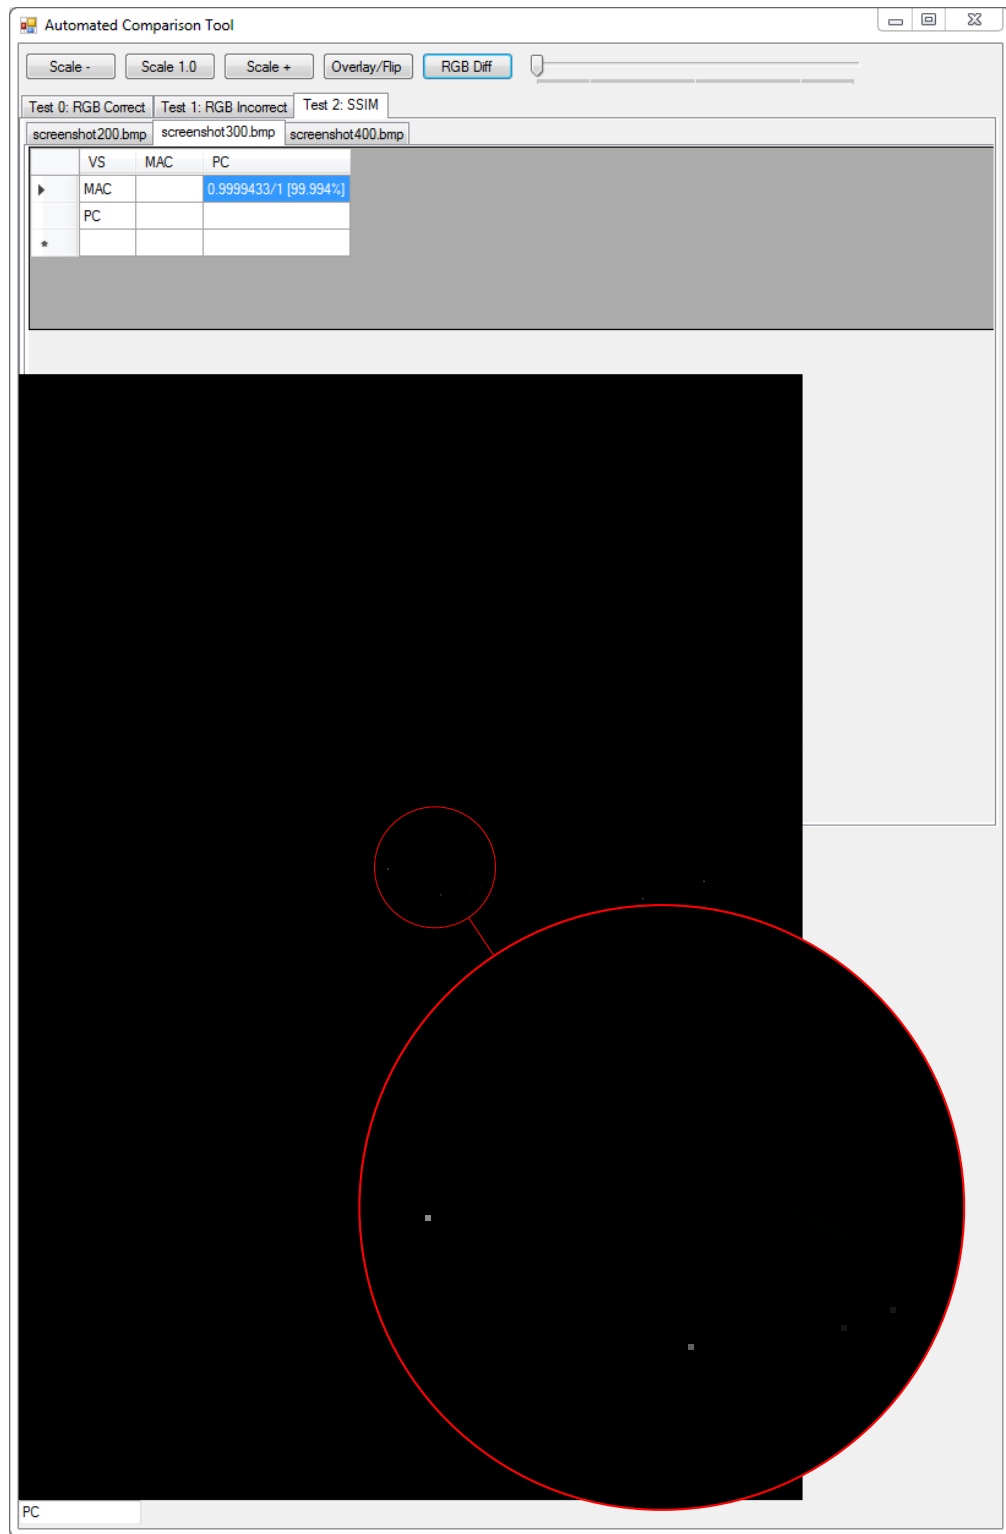 Automated Comparison Tool
Scale - Scale 1.0 Scale + Overlay/Flip RGB Diff
Test 0: RGB Correct Test 1: RGB Incorrect Test 2: SSIM
screenshot200.bmp screenshot300.bmp screenshot400.bmp
VS MAC PC
MAC 0.9999433/1 [99.994%]
PC
*
PC